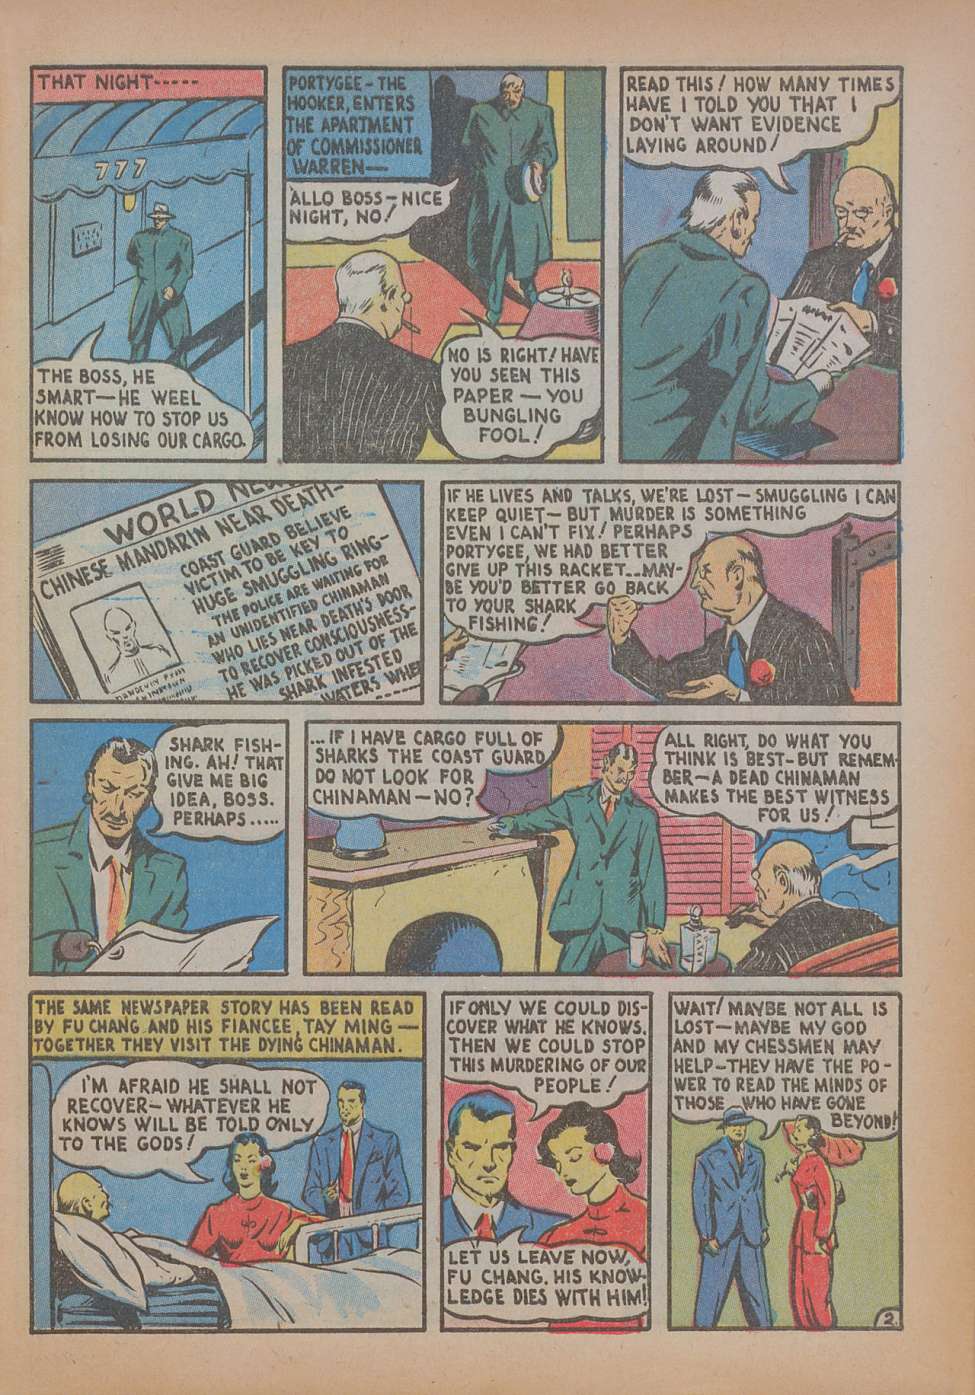 THAT NIGHT-----
777
THE BOSS, HE
SMART—HE WEEL
KNOW HOW TO STOP US
FROM LOSING OUR CARGO.
PORTYGEE-THE
HOOKER, ENTERS
THE APARTMENT
OF COMMISSIONER
WARREN—
'ALLO BOSS-NICE
NIGHT, NO!
NO IS RIGHT! HAVE
YOU SEEN THIS
PAPER — YOU
BUNGLING
FOOL!
READ THIS! HOW MANY TIMES
HAVE I TOLD YOU THAT I
DON'T WANT EVIDENCE
LAYING AROUND!
WORLD NEW
CHINESE MANDARIN NEAR DEATH-
COAST GUARD BELIEVE
VICTIM TO BE KEY TO
HUGE SMUGGLING RING-
THE POLICE ARE WAITING FOR
AN UNIDENTIFIED CHINAMAN
WHO LIES NEAR DEATH'S DOOR
TO RECOVER CONSCIOUSNESS-
HE WAS PICKED OUT OF THE
SHARK INFESTED
WATERS WHE
IF HE LIVES AND TALKS, WE'RE LOST-SMUGGLING I CAN
KEEP QUIET- BUT MURDER IS SOMETHING
EVEN I CAN'T FIX! PERHAPS
PORTYGEE, WE HAD BETTER
GIVE UP THIS RACKET..MAY-
BE YOU'D BETTER GO BACK
TO YOUR SHARK
FISHING!
SHARK FISH-
ING. AH! THAT
GIVE ME BIG
IDEA, BOSS.
PERHAPS.....
...IF I HAVE CARGO FULL OF
SHARKS THE COAST GUARD
DO NOT LOOK FOR
CHINAMAN-NO?
ALL RIGHT, DO WHAT YOU
THINK IS BEST-BUT REMEM-
BER-A DEAD CHINAMAN
MAKES THE BEST WITNESS
FOR US!
THE SAME NEWSPAPER STORY HAS BEEN READ
BY FU CHANG AND HIS FIANCEE, TAY MING —
TOGETHER THEY VISIT THE DYING CHINAMAN.
I'M AFRAID HE SHALL NOT
RECOVER-WHATEVER HE
KNOWS WILL BE TOLD ONLY
TO THE GODS!
IF ONLY WE COULD DIS-
COVER WHAT HE KNOWS.
THEN WE COULD STOP
THIS MURDERING OF OUR
PEOPLE!
LET US LEAVE NOW,
FU CHANG. HIS KNOW-
LEDGE DIES WITH HIM!
WAIT! MAYBE NOT ALL IS
LOST-MAYBE MY GOD
AND MY CHESSMEN MAY
HELP-THEY HAVE THE PO-
WER TO READ THE MINDS OF
THOSE WHO HAVE GONE
BEYOND!
2